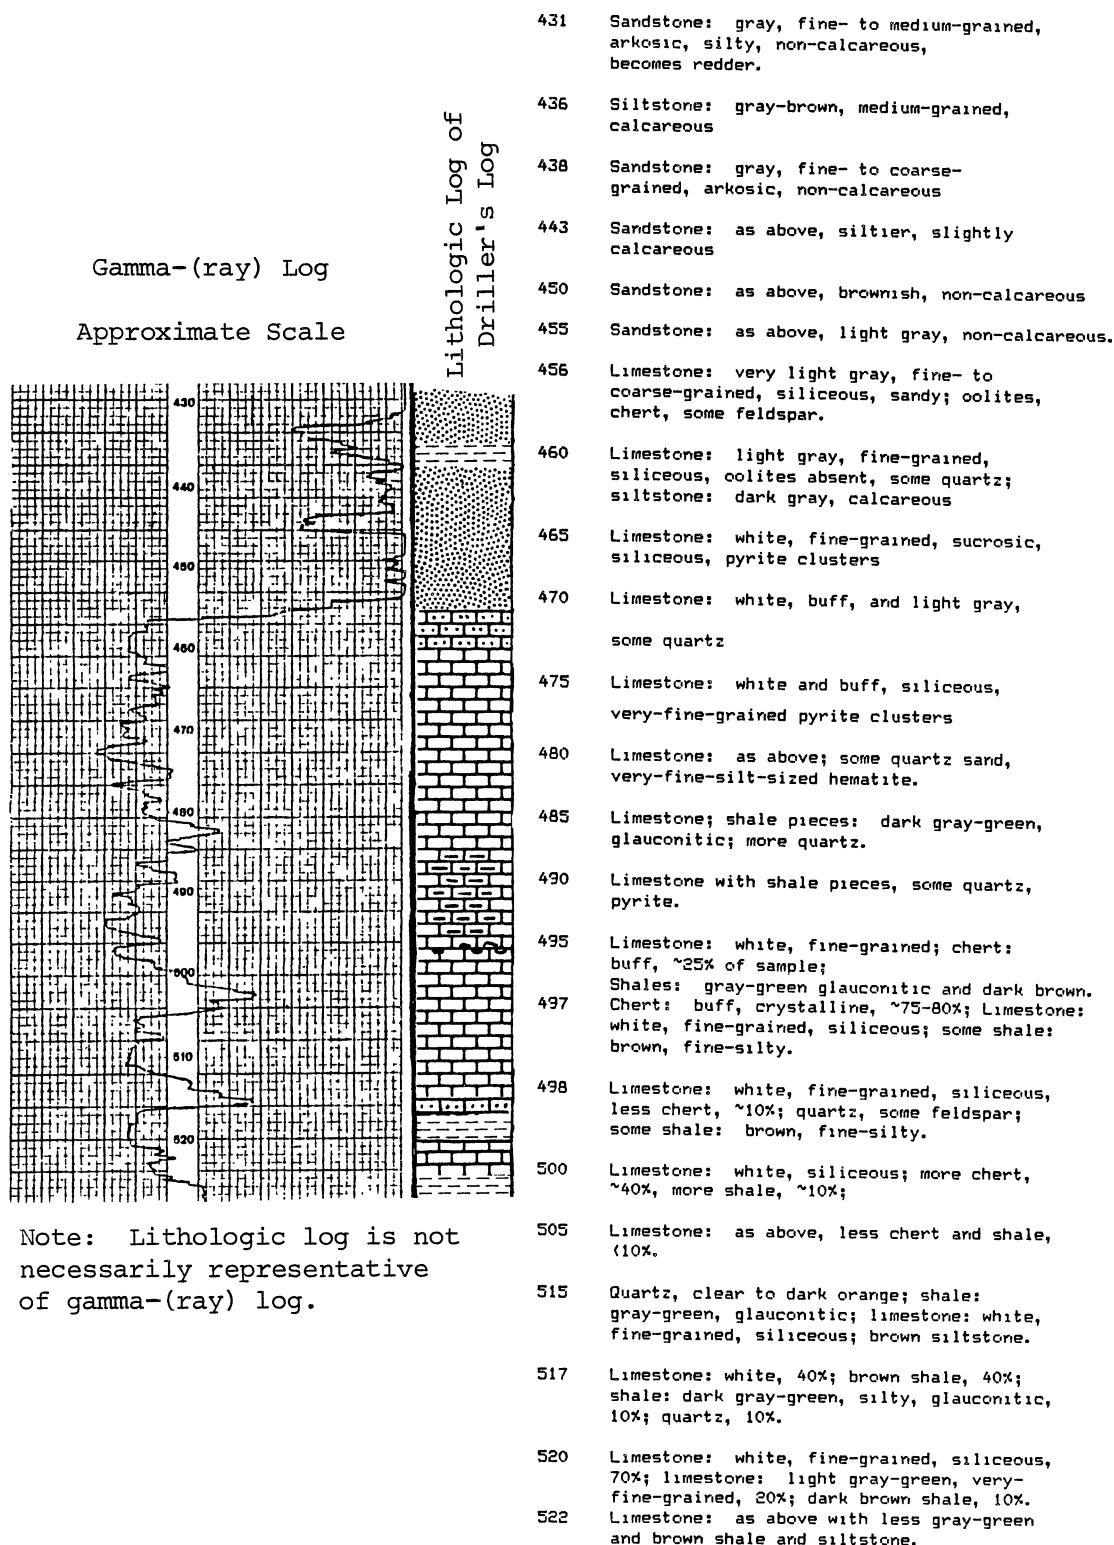 Gamma-(ray) Log
Approximate Scale
Lithologic Log of
Driller's Log
430
440
450
460
470
480
490
500
510
520
Note: Lithologic log is not
necessarily representative
of gamma-(ray) log.
431 Sandstone: gray, fine- to medium-grained,
arkosic, silty, non-calcareous,
becomes redder.
436 Siltstone: gray-brown, medium-grained,
calcareous
438 Sandstone: gray, fine- to coarse-
grained, arkosic, non-calcareous
443 Sandstone: as above, siltier, slightly
calcareous
450 Sandstone: as above, brownish, non-calcareous
455 Sandstone: as above, light gray, non-calcareous.
456 Limestone: very light gray, fine- to
coarse-grained, siliceous, sandy; oolites,
chert, some feldspar.
460 Limestone: light gray, fine-grained,
siliceous, oolites absent, some quartz;
siltstone: dark gray, calcareous
465 Limestone: white, fine-grained, sucrosic,
siliceous, pyrite clusters
470 Limestone: white, buff, and light gray,
some quartz
475 Limestone: white and buff, siliceous,
very-fine-grained pyrite clusters
480 Limestone: as above; some quartz sand,
very-fine-silt-sized hematite.
485 Limestone; shale pieces: dark gray-green,
glauconitic; more quartz.
490 Limestone with shale pieces, some quartz,
pyrite.
495 Limestone: white, fine-grained; chert:
buff, ~25% of sample;
Shales: gray-green glauconitic and dark brown.
497 Chert: buff, crystalline, ~75-80%; Limestone:
white, fine-grained, siliceous; some shale:
brown, fine-silty.
498 Limestone: white, fine-grained, siliceous,
less chert, ~10%; quartz, some feldspar;
some shale: brown, fine-silty.
500 Limestone: white, siliceous; more chert,
~40%, more shale, ~10%;
505 Limestone: as above, less chert and shale,
<10%.
515 Quartz, clear to dark orange; shale:
gray-green, glauconitic; limestone: white,
fine-grained, siliceous; brown siltstone.
517 Limestone: white, 40%; brown shale, 40%;
shale: dark gray-green, silty, glauconitic,
10%; quartz, 10%.
520 Limestone: white, fine-grained, siliceous,
70%; limestone: light gray-green, very-
fine-grained, 20%; dark brown shale, 10%.
522 Limestone: as above with less gray-green
and brown shale and siltstone.